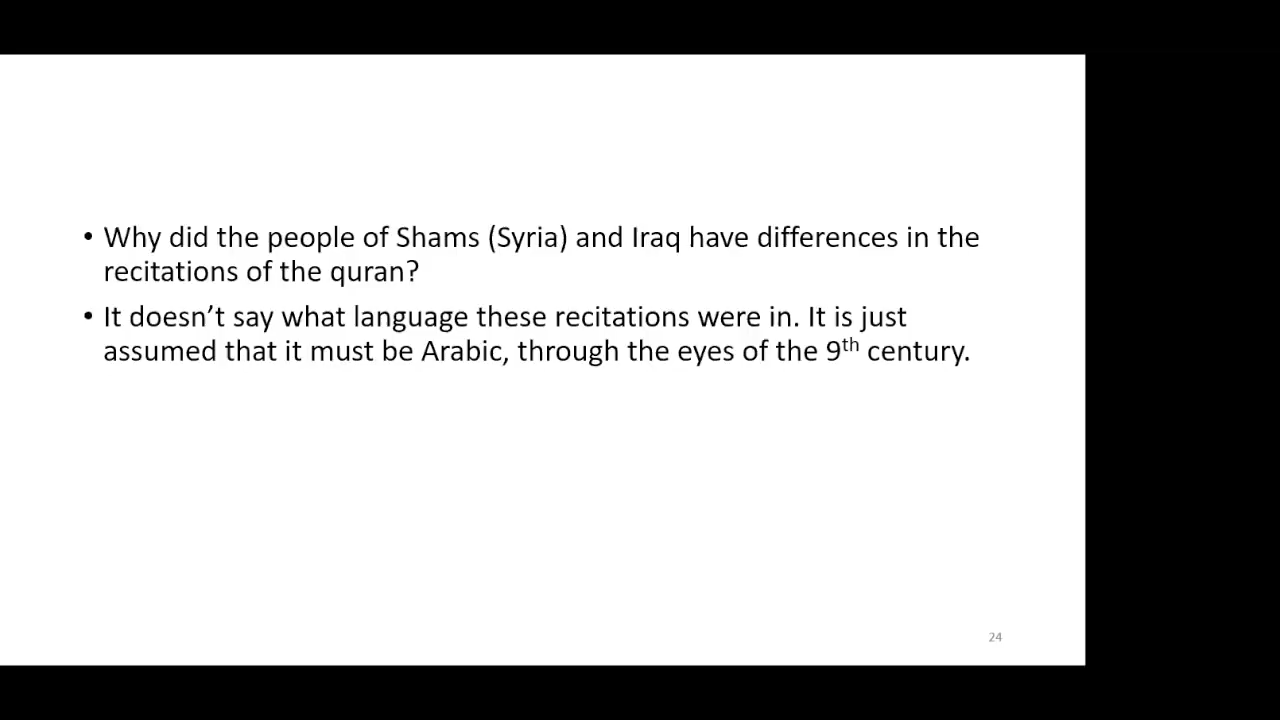 • Why did the people of Shams (Syria) and Iraq have differences in the
recitations of the quran?
• It doesn’t say what language these recitations were in. It is just
assumed that it must be Arabic, through the eyes of the 9th century.
24